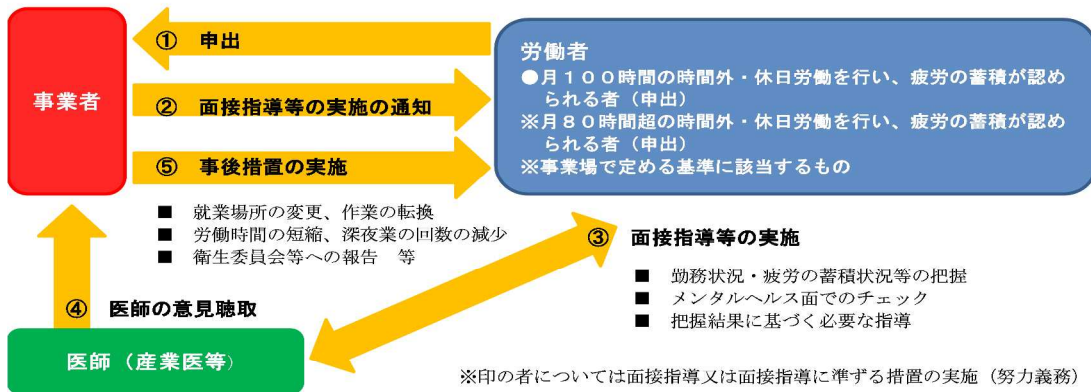 ① 申出
事業者
② 面接指導等の実施の通知
⑤ 事後措置の実施
労働者
●月１００時間の時間外・休日労働を行い、疲労の蓄積が認め
られる者（申出）
※月８０時間超の時間外・休日労働を行い、疲労の蓄積が認め
られる者（申出）
※事業場で定める基準に該当するもの
■ 就業場所の変更、作業の転換
■ 労働時間の短縮、深夜業の回数の減少
■ 衛生委員会等への報告　等
③ 面接指導等の実施
■ 勤務状況・疲労の蓄積状況等の把握
■ メンタルヘルス面でのチェック
■ 把握結果に基づく必要な指導
④ 医師の意見聴取
医師（産業医等）
※印の者については面接指導又は面接指導に準ずる措置の実施（努力義務）